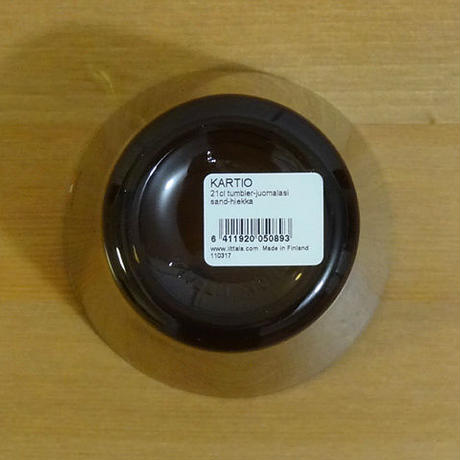 KARTIO
21cl tumbler-juomalasi
sand-hiekka
6 411920 050893
www.iittala.com Made in Finland
110317